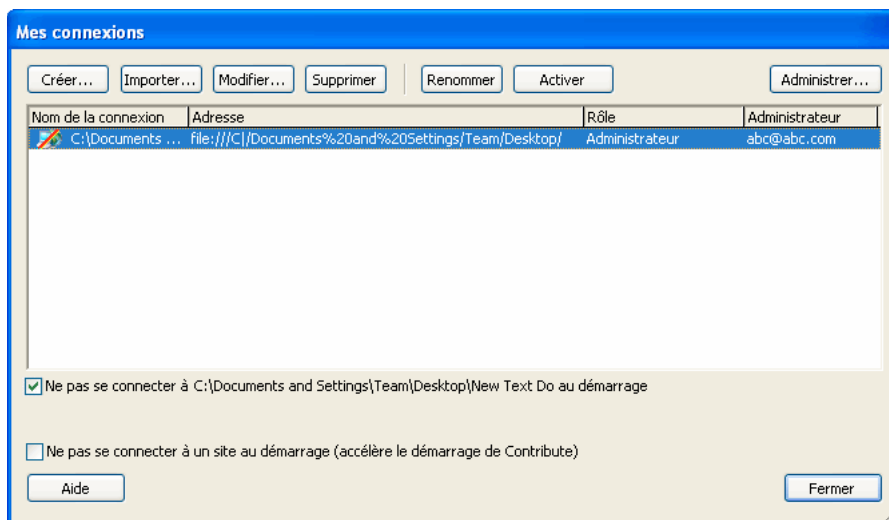 Mes connexions
Créer... Importer... Modifier... Supprimer Renommer Activer Administrer...
Nom de la connexion Adresse Rôle Administrateur
C:\Documents ... file:///C|/Documents%20and%20Settings/Team/Desktop/ Administrateur abc@abc.com
Ne pas se connecter à C:\Documents and Settings\Team\Desktop\New Text Do au démarrage
Ne pas se connecter à un site au démarrage (accélère le démarrage de Contribute)
Aide Fermer